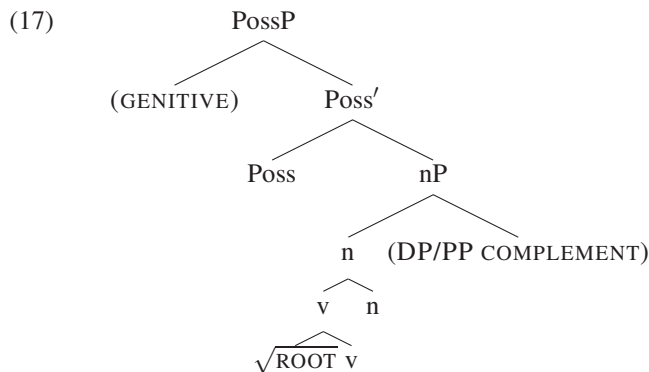 (17) PossP
(GENITIVE) Poss′
Poss nP
n (DP/PP COMPLEMENT)
v n
√ROOT v